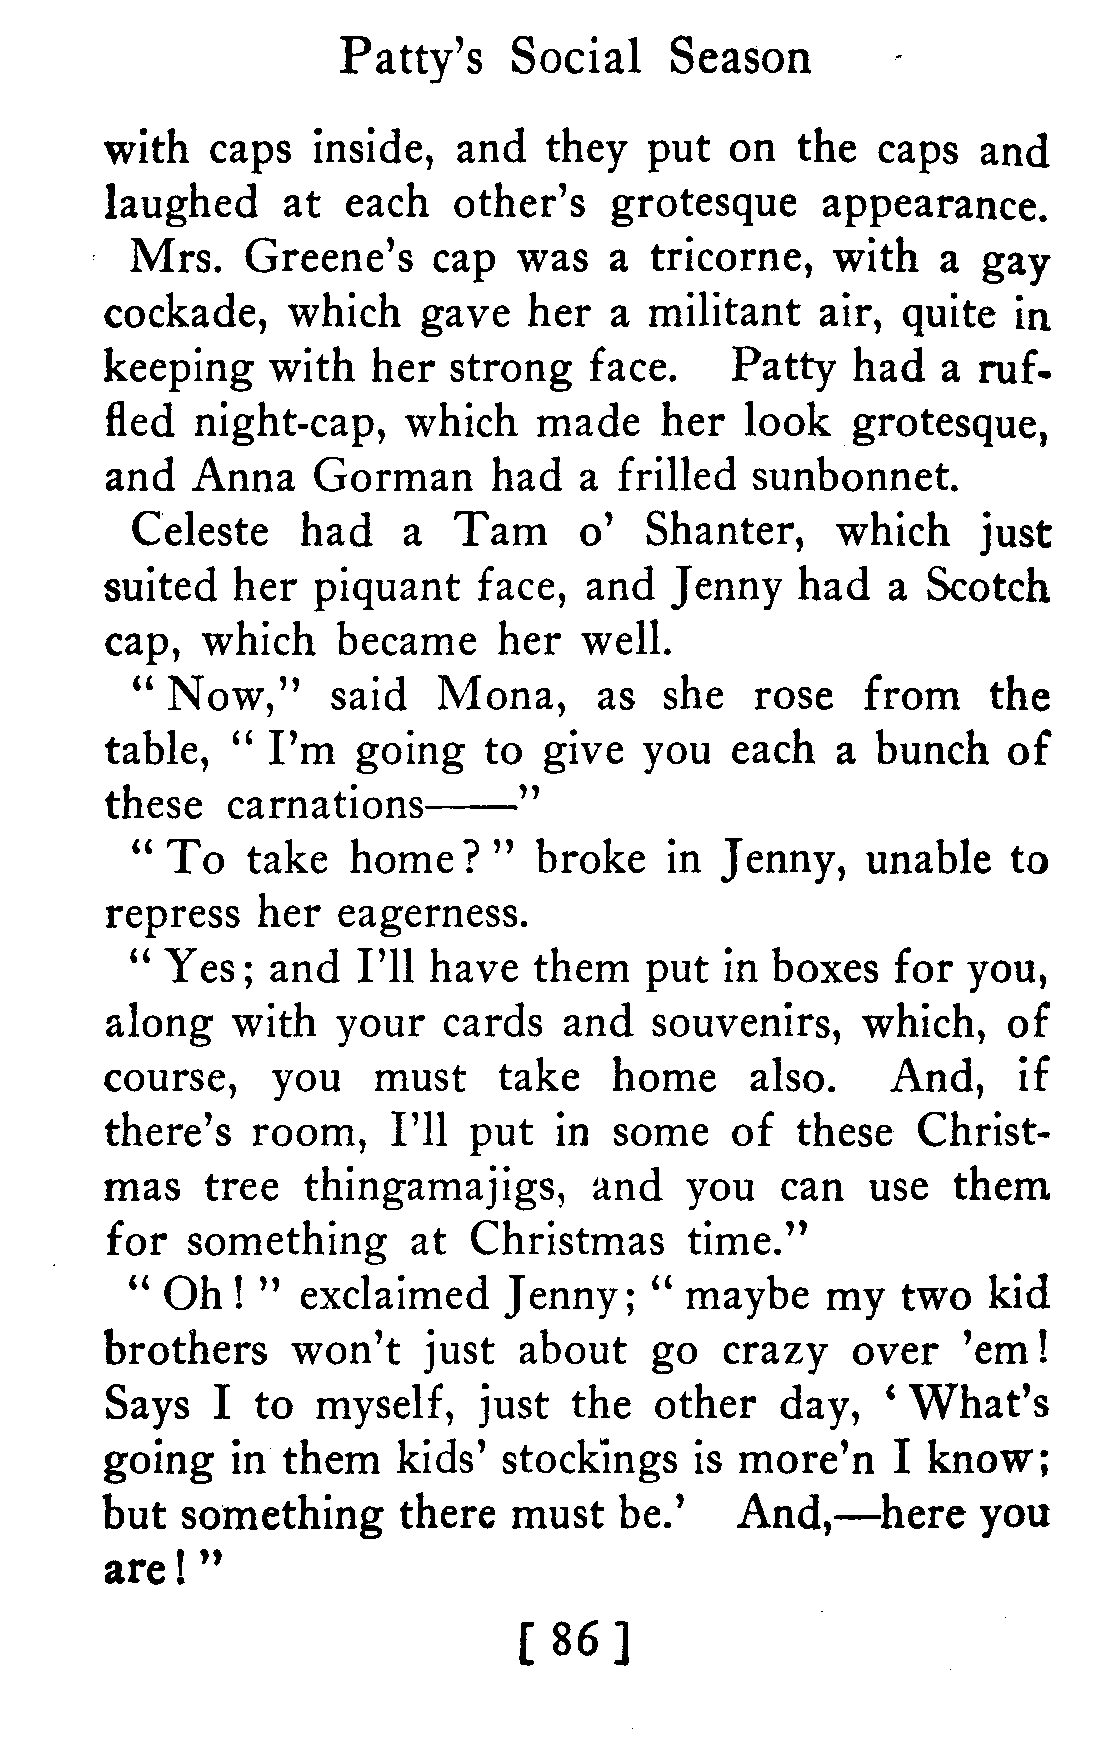 Patty's Social Season
with caps inside, and they put on the caps and
laughed at each other's grotesque appearance.
Mrs. Greene's cap was a tricorne, with a gay
cockade, which gave her a militant air, quite in
keeping with her strong face. Patty had a ruf-
fled night-cap, which made her look grotesque,
and Anna Gorman had a frilled sunbonnet.
Celeste had a Tam o' Shanter, which just
suited her piquant face, and Jenny had a Scotch
cap, which became her well.
" Now," said Mona, as she rose from the
table, " I'm going to give you each a bunch of
these carnations——"
" To take home? " broke in Jenny, unable to
repress her eagerness.
" Yes; and I'll have them put in boxes for you,
along with your cards and souvenirs, which, of
course, you must take home also. And, if
there's room, I'll put in some of these Christ-
mas tree thingamajigs, and you can use them
for something at Christmas time."
" Oh! " exclaimed Jenny; " maybe my two kid
brothers won't just about go crazy over 'em!
Says I to myself, just the other day, ' What's
going in them kids' stockings is more'n I know;
but something there must be.' And,—here you
are! "
[ 86 ]